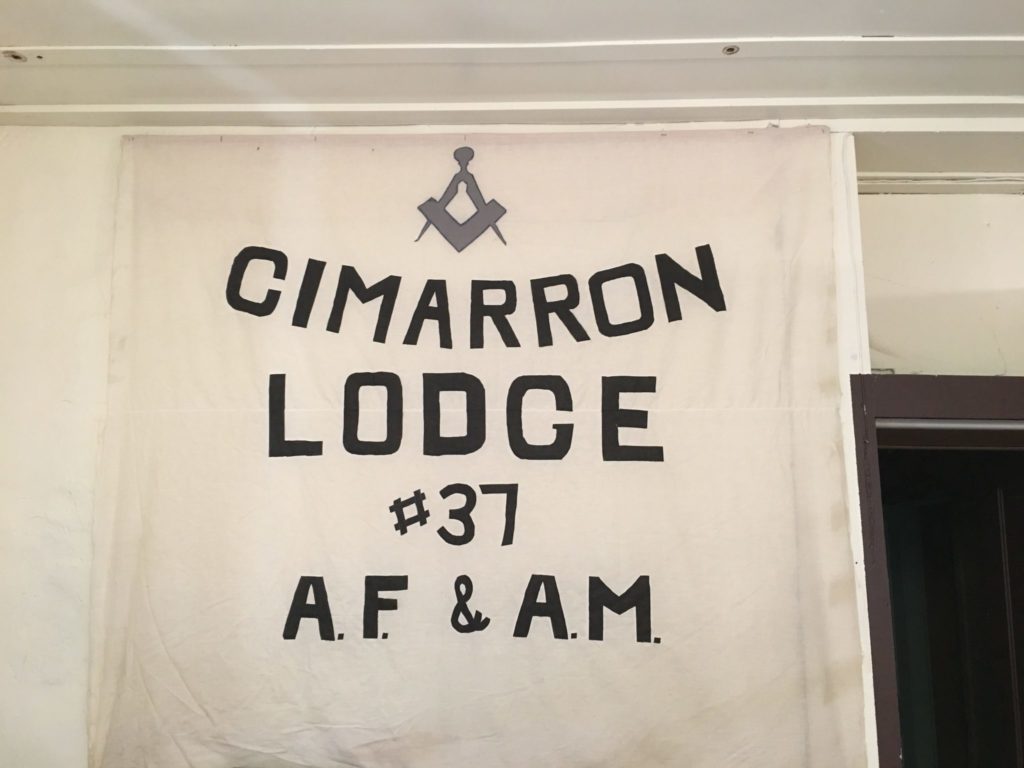 CIMARRON
LODGE
#37
A.F. & A.M.